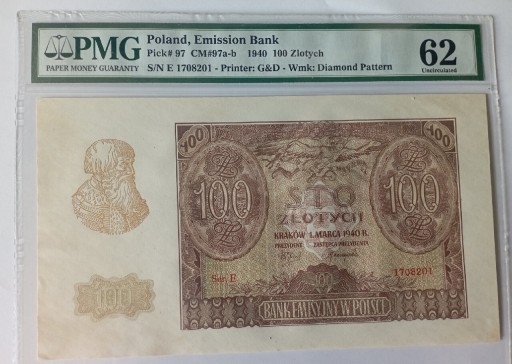 PMG
PAPER MONEY GUARANTY
Poland, Emission Bank
Pick# 97 CM#97a-b 1940 100 Zlotych
S/N E 1708201 - Printer: G&D - Wmk: Diamond Pattern
62
Uncirculated
100
100
100
STO
100
ZŁOTYCH
KRAKÓW 1. MARCA 1940 R.
PREZYDENT ZASTĘPCA PREZYDENTA
Ser. E
1708201
100
BANK EMISYJNY W POLSCE